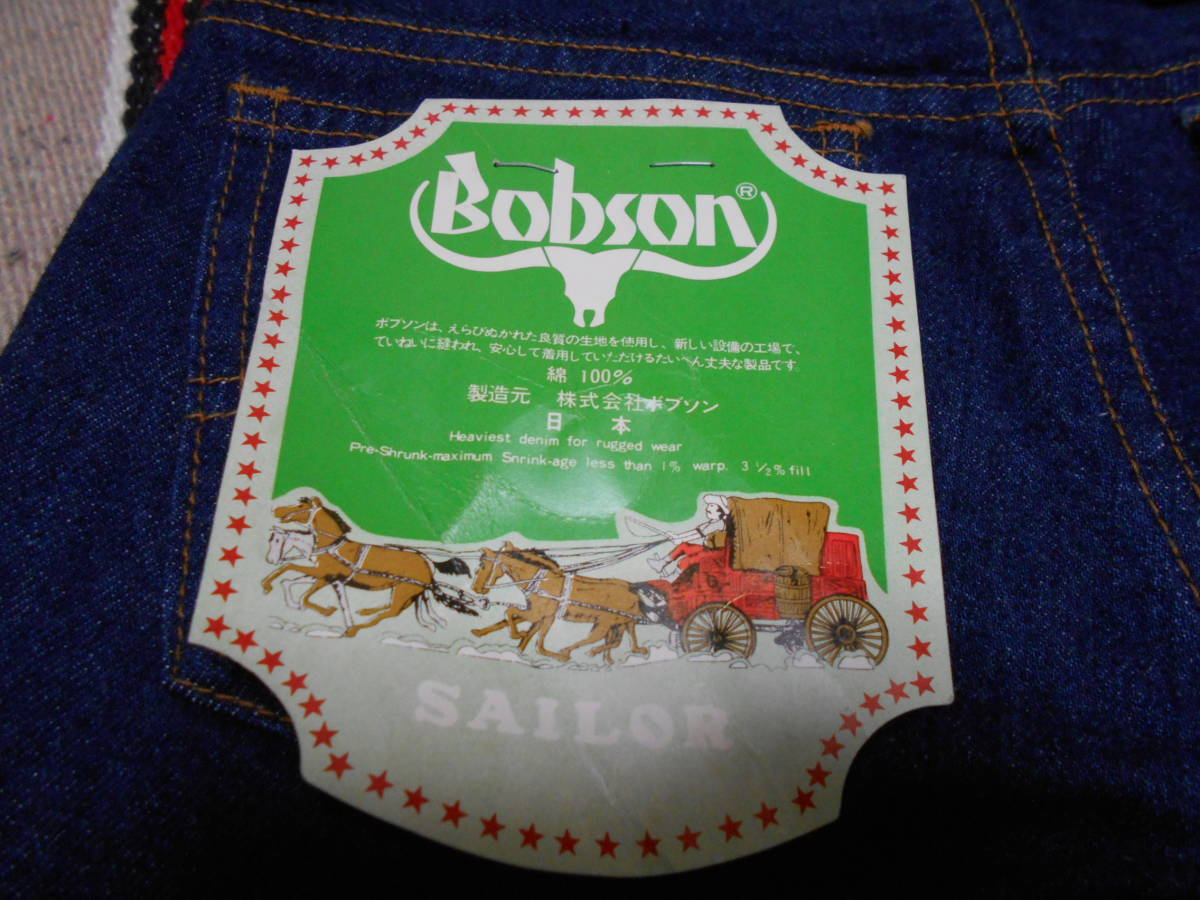 Bobson®
ボブソンは、えらびぬかれた良質の生地を使用し、新しい設備の工場で、
ていねいに縫われ、安心して着用していただけるたいへん丈夫な製品です。
綿 100%
製造元 株式会社ボブソン
日 本
Heaviest denim for rugged wear
Pre-Shrunk-maximum Snrink-age less than 1% warp. 3 ½% fill
SAILOR